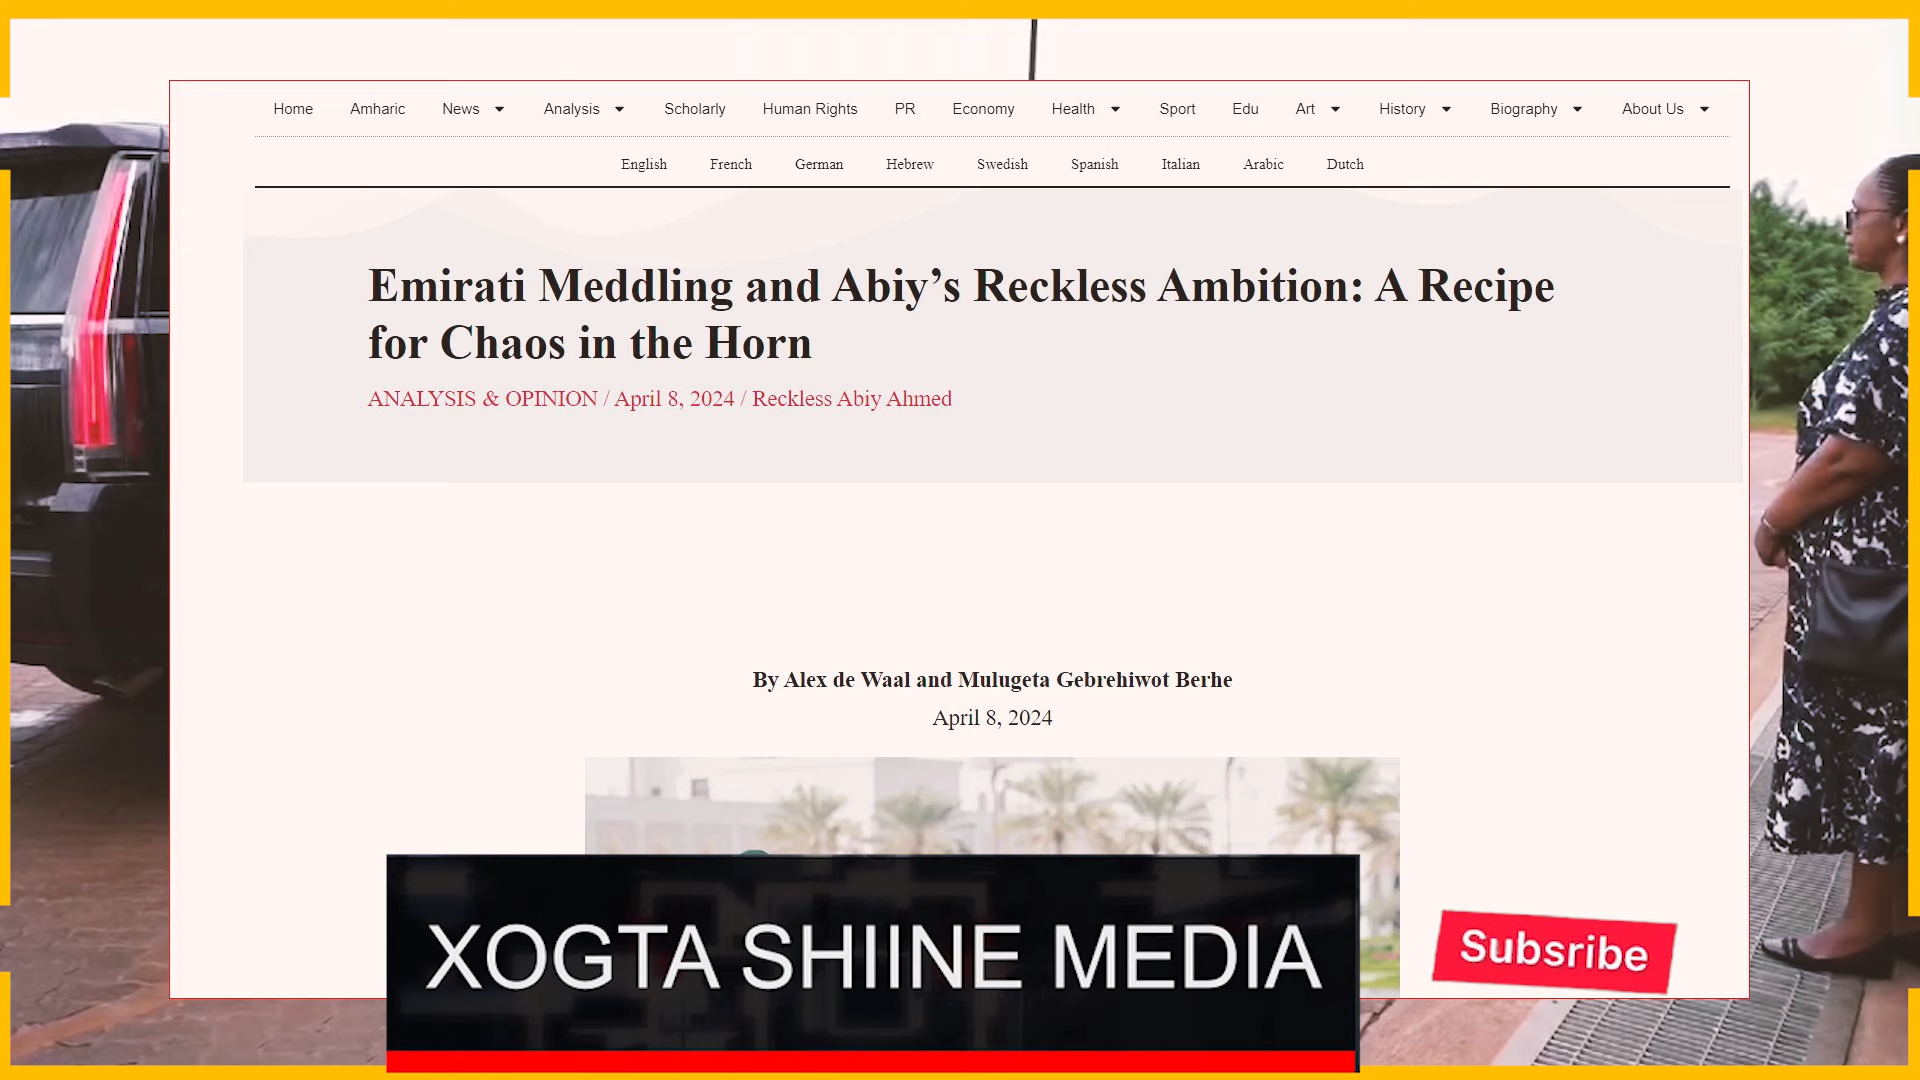 Home Amharic News Analysis Scholarly Human Rights PR Economy Health Sport Edu Art History Biography About Us
English French German Hebrew Swedish Spanish Italian Arabic Dutch
Emirati Meddling and Abiy’s Reckless Ambition: A Recipe
for Chaos in the Horn
ANALYSIS & OPINION / April 8, 2024 / Reckless Abiy Ahmed
By Alex de Waal and Mulugeta Gebrehiwot Berhe
April 8, 2024
XOGTA SHIINE MEDIA
Subsribe